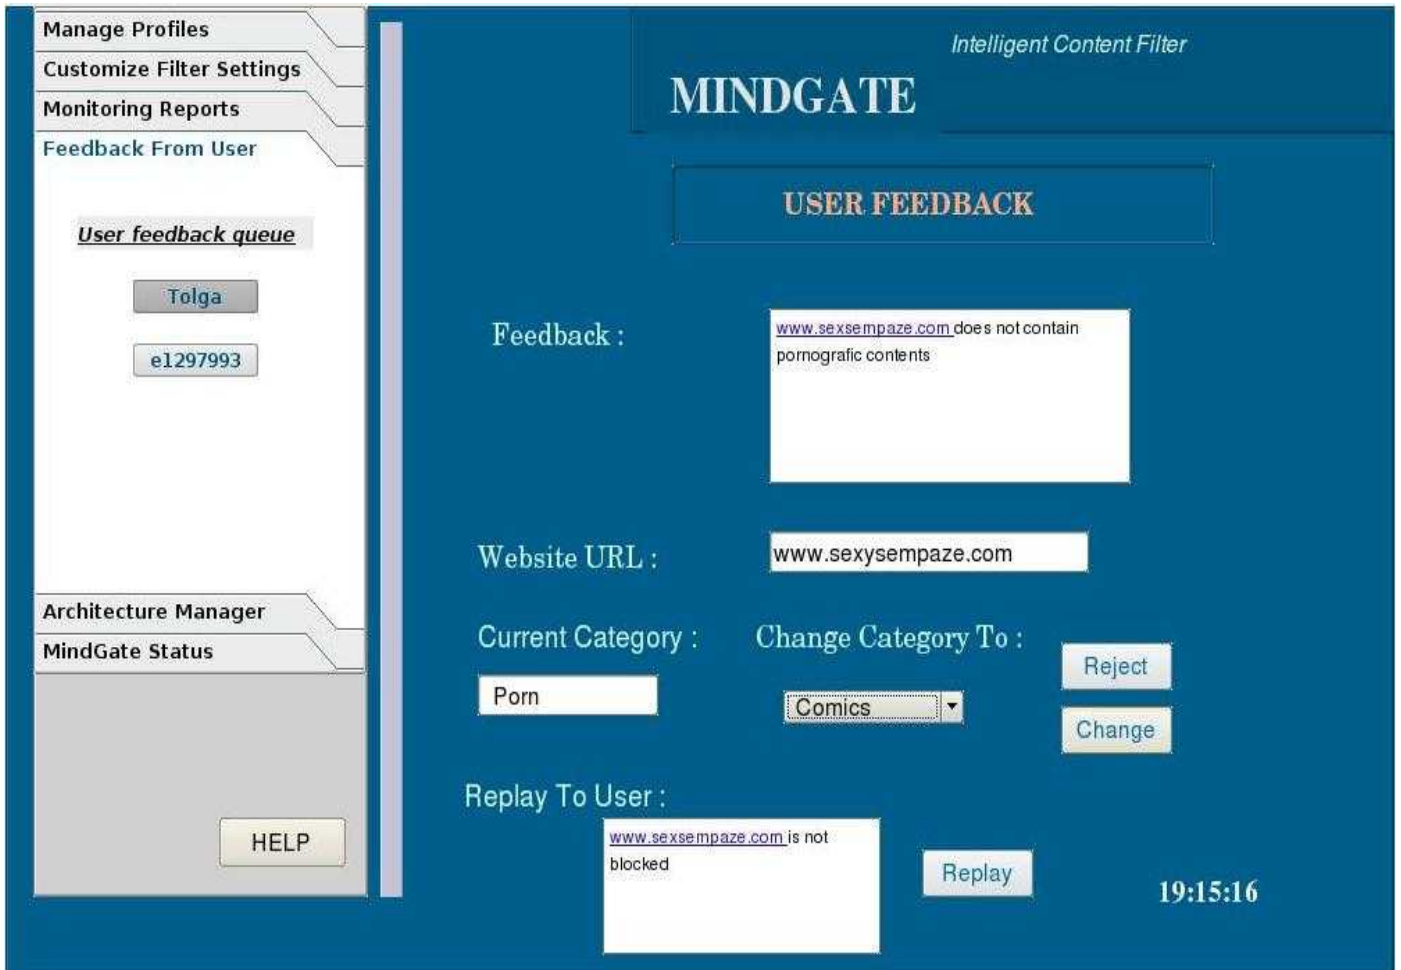 Manage Profiles
Customize Filter Settings
Monitoring Reports
Feedback From User
User feedback queue
Tolga
e1297993
Architecture Manager
MindGate Status
HELP
Intelligent Content Filter
MINDGATE
USER FEEDBACK
Feedback :
www.sexsempaze.com does not contain
pornografic contents
Website URL :
www.sexysempaze.com
Current Category :
Change Category To :
Porn
Comics
Reject
Change
Replay To User :
www.sexsempaze.com is not
blocked
Replay
19:15:16